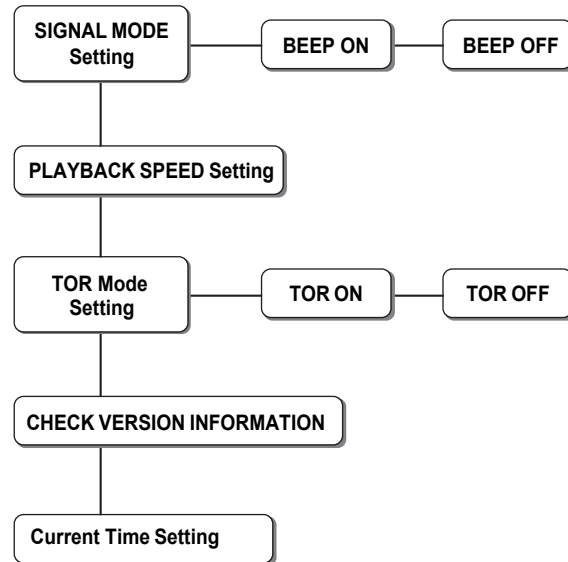 SIGNAL MODE
Setting
BEEP ON
BEEP OFF
PLAYBACK SPEED Setting
TOR Mode
Setting
TOR ON
TOR OFF
CHECK VERSION INFORMATION
Current Time Setting